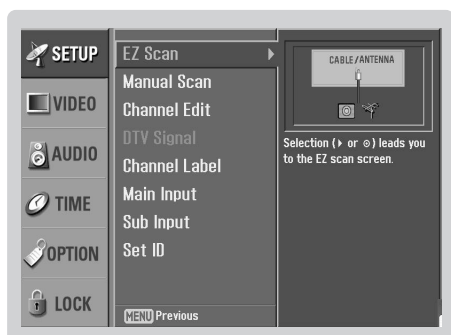 SETUP
VIDEO
AUDIO
TIME
OPTION
LOCK
EZ Scan
Manual Scan
Channel Edit
DTV Signal
Channel Label
Main Input
Sub Input
Set ID
MENU Previous
CABLE/ANTENNA
Selection (▶ or ⊙) leads you
to the EZ scan screen.